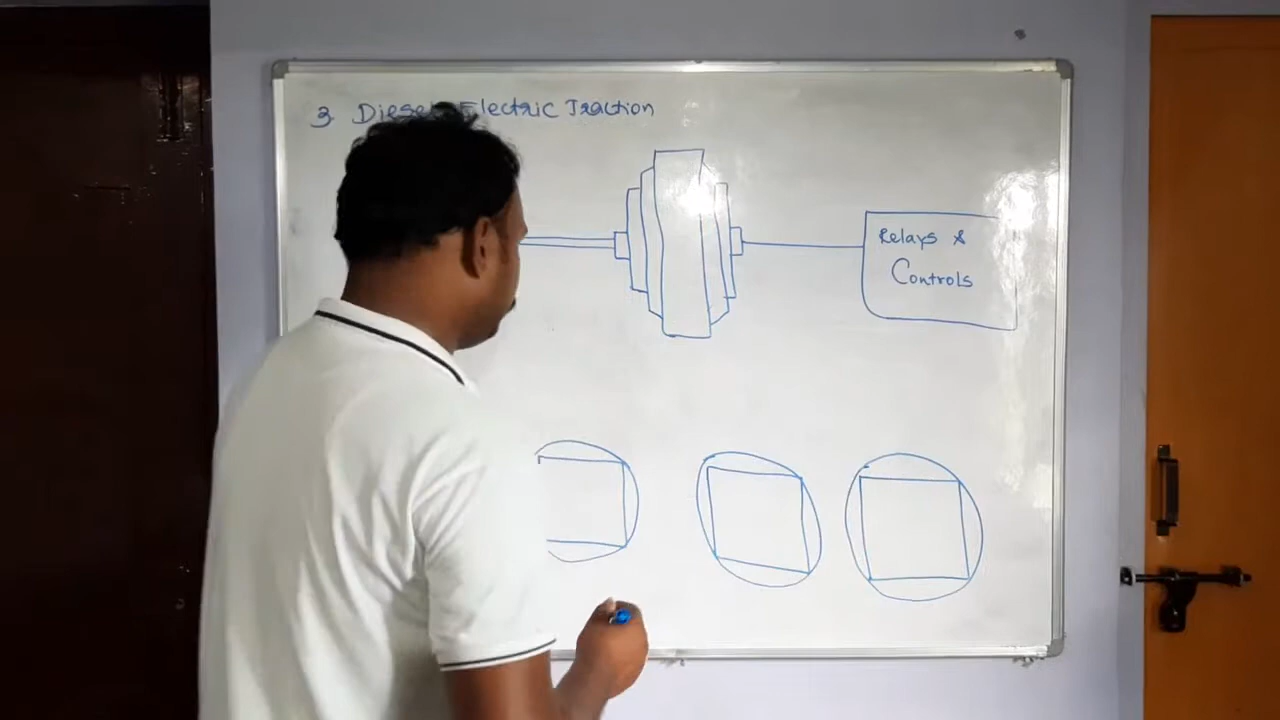 3. Diesel Electric Traction
Relays &
Controls